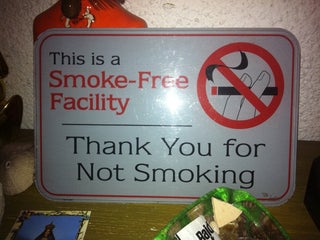 This is a
Smoke-Free
Facility
Thank You for
Not Smoking